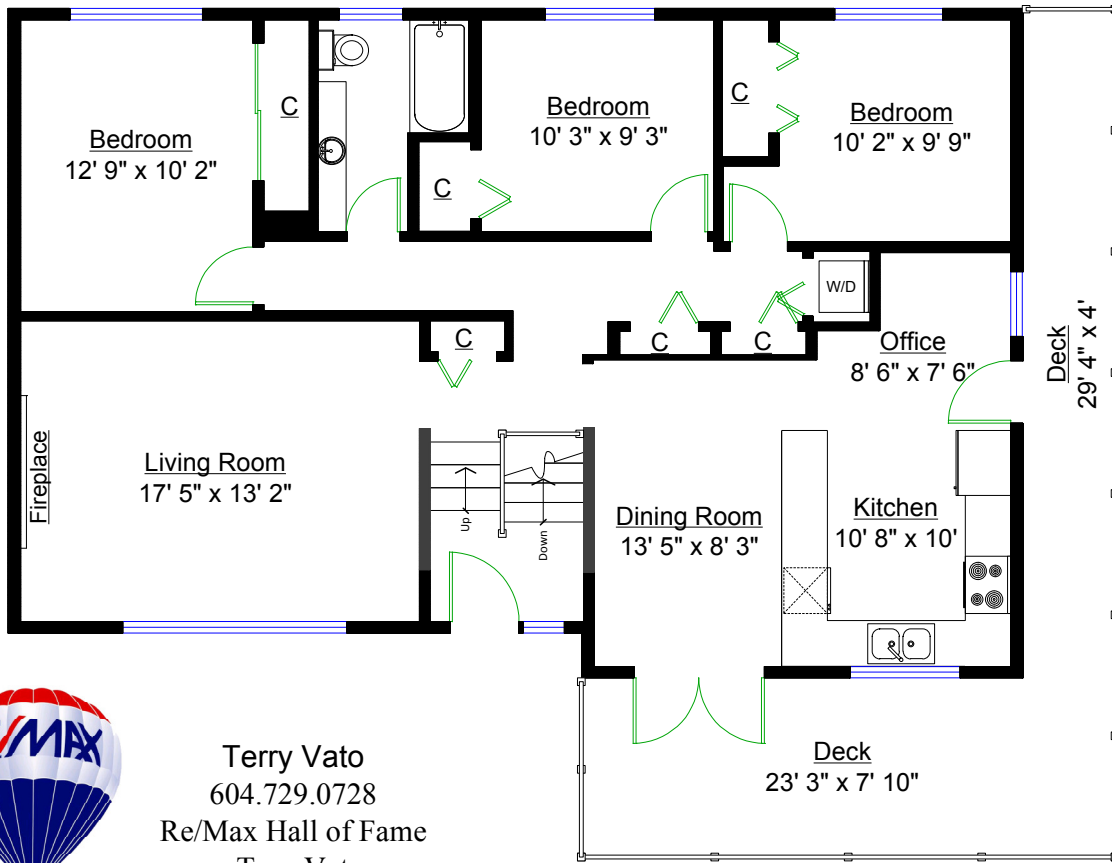 Bedroom
12' 9" x 10' 2"
C
C
Bedroom
10' 3" x 9' 3"
C
Bedroom
10' 2" x 9' 9"
W/D
C
C
C
Office
8' 6" x 7' 6"
Deck
29' 4" x 4'
Fireplace
Living Room
17' 5" x 13' 2"
Up
Down
Dining Room
13' 5" x 8' 3"
Kitchen
10' 8" x 10'
Deck
23' 3" x 7' 10"
/MAX
Terry Vato
604.729.0728
Re/Max Hall of Fame